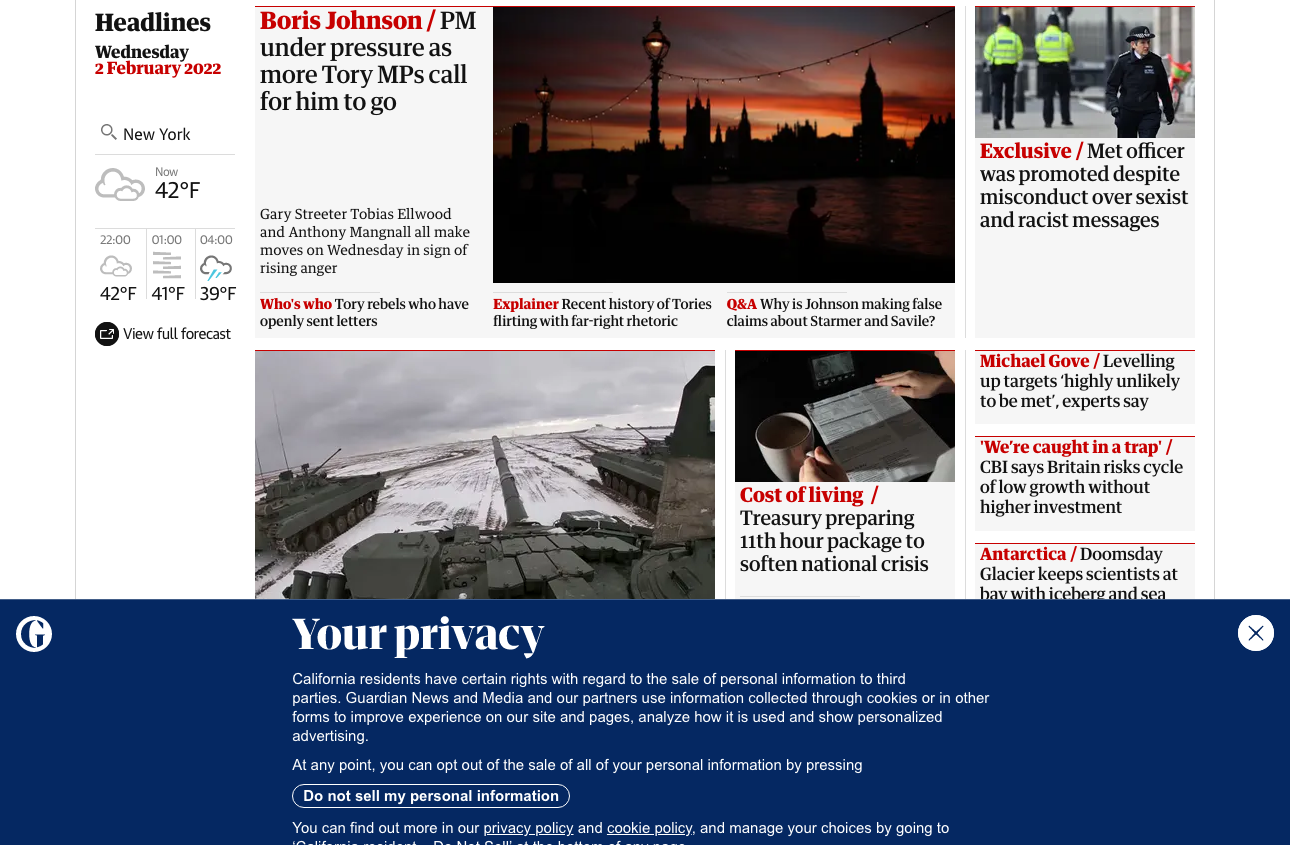 Headlines
Wednesday
2 February 2022
New York
Now
42°F
22:00
01:00
04:00
42°F
41°F
39°F
View full forecast
Boris Johnson / PM
under pressure as
more Tory MPs call
for him to go
Gary Streeter Tobias Ellwood
and Anthony Mangnall all make
moves on Wednesday in sign of
rising anger
Who's who Tory rebels who have
openly sent letters
Explainer Recent history of Tories
flirting with far-right rhetoric
Q&A Why is Johnson making false
claims about Starmer and Savile?
Exclusive / Met officer
was promoted despite
misconduct over sexist
and racist messages
Cost of living /
Treasury preparing
11th hour package to
soften national crisis
Michael Gove / Levelling
up targets ‘highly unlikely
to be met’, experts say
'We’re caught in a trap' /
CBI says Britain risks cycle
of low growth without
higher investment
Antarctica / Doomsday
Glacier keeps scientists at
bay with iceberg and sea
Your privacy
California residents have certain rights with regard to the sale of personal information to third
parties. Guardian News and Media and our partners use information collected through cookies or in other
forms to improve experience on our site and pages, analyze how it is used and show personalized
advertising.
At any point, you can opt out of the sale of all of your personal information by pressing
Do not sell my personal information
You can find out more in our privacy policy and cookie policy, and manage your choices by going to
‘California resident – Do Not Sell’ at the bottom of any page